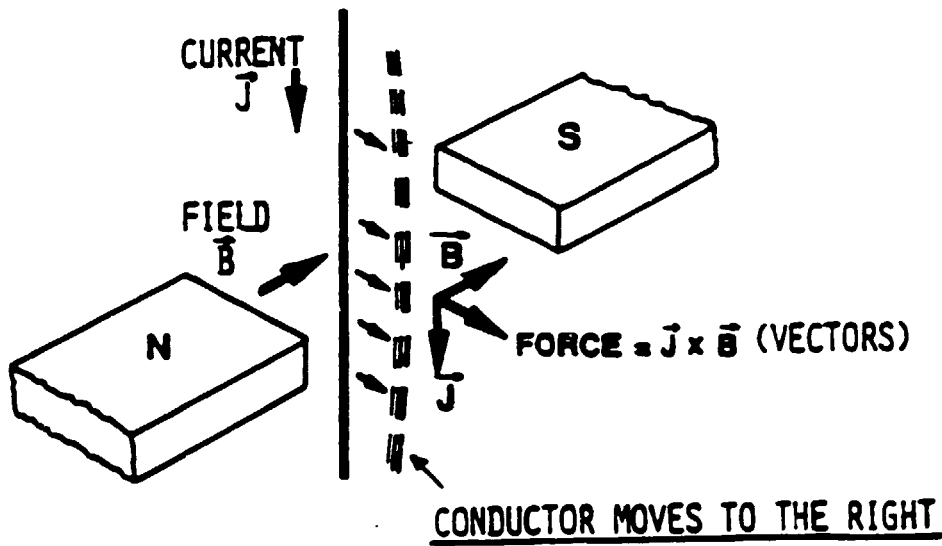 CURRENT
J
S
FIELD
B
B
N
FORCE = J x B (VECTORS)
J
CONDUCTOR MOVES TO THE RIGHT